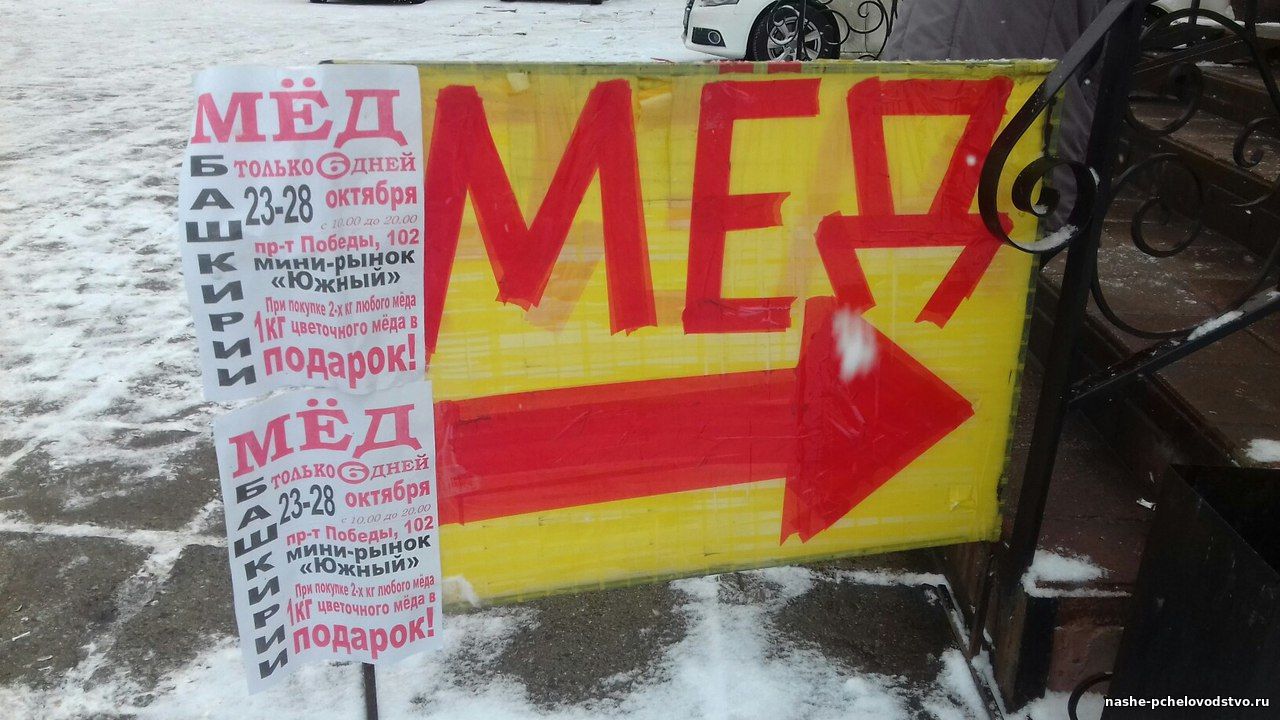 МЁД
БАШКИРИИ
только 6 дней
23-28 октября
с 10.00 до 20.00
пр-т Победы, 102
мини-рынок
«Южный»
При покупке 2-х кг любого мёда
1кг цветочного мёда в
подарок!
МЁД
БАШКИРИИ
только 6 дней
23-28 октября
с 10.00 до 20.00
пр-т Победы, 102
мини-рынок
«Южный»
При покупке 2-х кг любого мёда
1кг цветочного мёда в
подарок!
МЁД
nashe-pchelovodstvo.ru